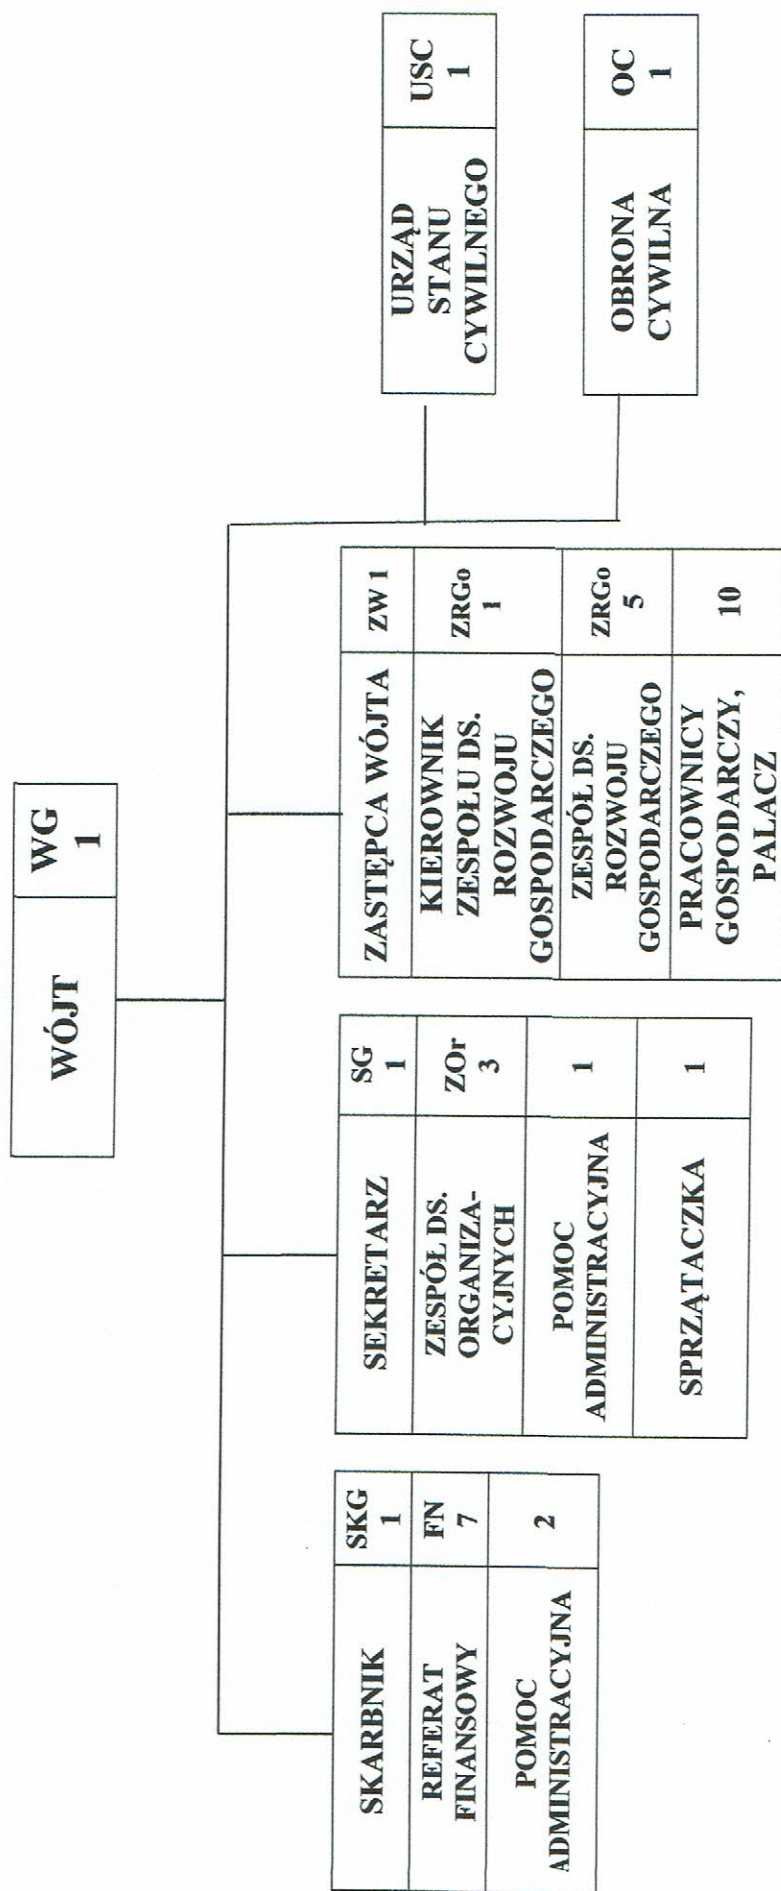 WÓJT
WG
1
SKARBNIK
SKG
1
REFERAT
FINANSOWY
FN
7
POMOC
ADMINISTRACYJNA
2
SEKRETARZ
SG
1
ZESPÓŁ DS.
ORGANIZA-
CYJNYCH
ZOr
3
POMOC
ADMINISTRACYJNA
1
SPRZĄTACZKA
1
ZASTĘPCA WÓJTA
ZW 1
KIEROWNIK
ZESPOŁU DS.
ROZWOJU
GOSPODARCZEGO
ZRGo
1
ZESPÓŁ DS.
ROZWOJU
GOSPODARCZEGO
ZRGo
5
PRACOWNICY
GOSPODARCZY,
PALACZ
10
URZĄD
STANU
CYWILNEGO
USC
1
OBRONA
CYWILNA
OC
1